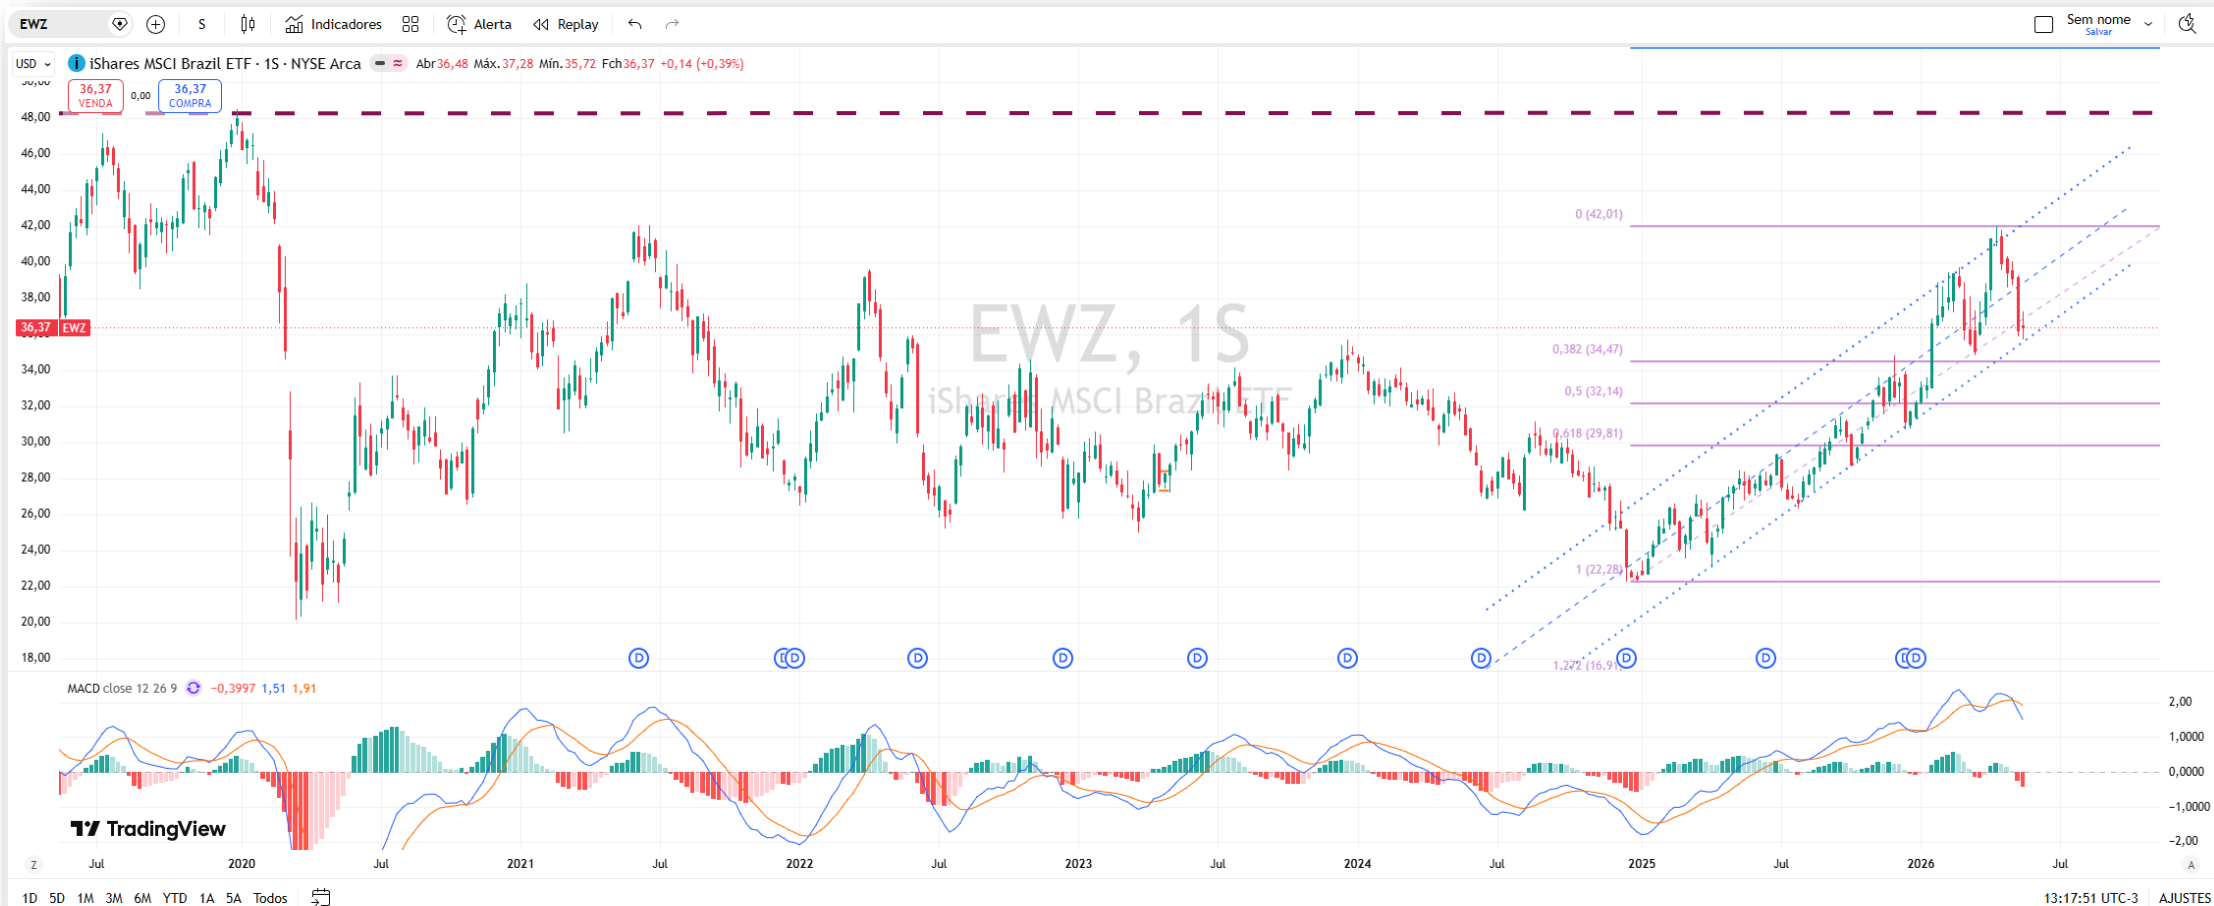 EWZ S Indicadores Alerta Replay Sem nome
Salvar
USD iShares MSCI Brazil ETF · 1S · NYSE Arca Abr36,48 Máx.37,28 Mín.35,72 Fch36,37 +0,14 (+0,39%)
36,37 0,00 36,37
VENDA COMPRA
48,00
46,00
44,00
42,00
40,00
38,00
36,37 EWZ
34,00
32,00
30,00
28,00
26,00
24,00
22,00
20,00
18,00
EWZ, 1S
iShares MSCI Brazil ETF
0 (42,01)
0,382 (34,47)
0,5 (32,14)
0,618 (29,81)
1 (22,28)
1,272 (16,91)
D D D D D D D D D D D D
MACD close 12 26 9 −0,3997 1,51 1,91
2,00
1,0000
0,0000
−1,0000
−2,00
TradingView
Z Jul 2020 Jul 2021 Jul 2022 Jul 2023 Jul 2024 Jul 2025 Jul 2026 Jul A
1D 5D 1M 3M 6M YTD 1A 5A Todos 13:17:51 UTC-3 AJUSTES